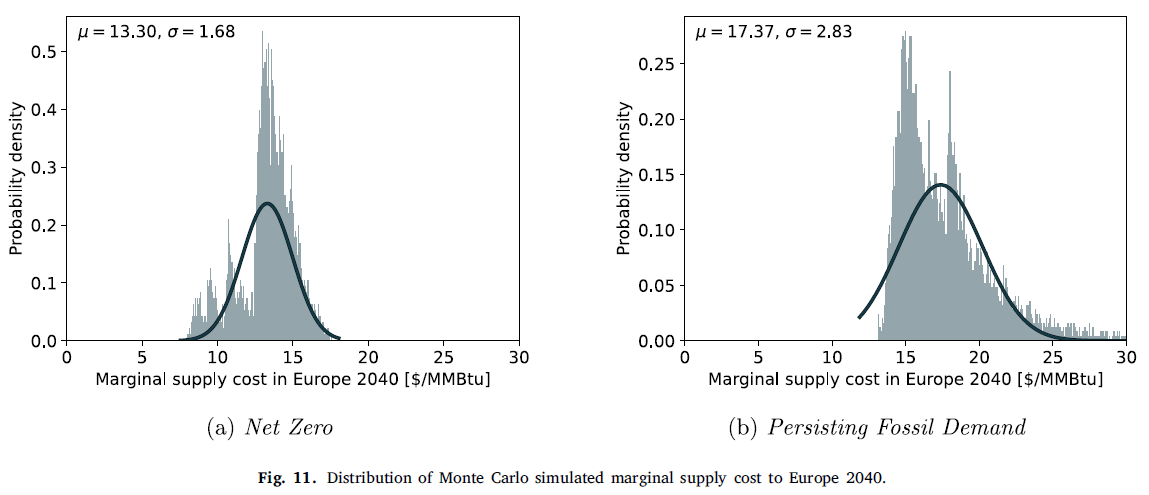 μ = 13.30, σ = 1.68
0.5
0.4
0.3
0.2
0.1
0.0
Probability density
0 5 10 15 20 25 30
Marginal supply cost in Europe 2040 [$/MMBtu]
(a) Net Zero
μ = 17.37, σ = 2.83
0.25
0.20
0.15
0.10
0.05
0.00
Probability density
0 5 10 15 20 25 30
Marginal supply cost in Europe 2040 [$/MMBtu]
(b) Persisting Fossil Demand
Fig. 11. Distribution of Monte Carlo simulated marginal supply cost to Europe 2040.